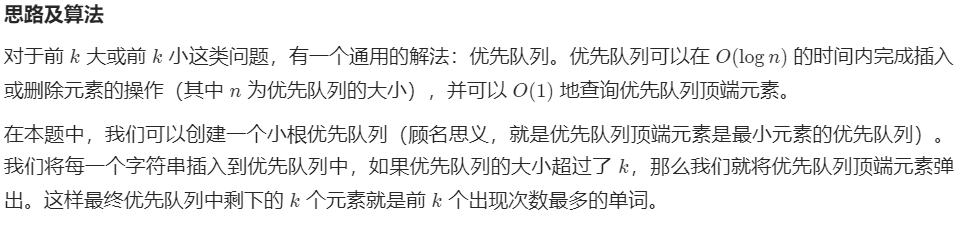 思路及算法
对于前 k 大或前 k 小这类问题，有一个通用的解法：优先队列。优先队列可以在 O(log n) 的时间内完成插入
或删除元素的操作（其中 n 为优先队列的大小），并可以 O(1) 地查询优先队列顶端元素。
在本题中，我们可以创建一个小根优先队列（顾名思义，就是优先队列顶端元素是最小元素的优先队列）。
我们将每一个字符串插入到优先队列中，如果优先队列的大小超过了 k，那么我们就将优先队列顶端元素弹
出。这样最终优先队列中剩下的 k 个元素就是前 k 个出现次数最多的单词。